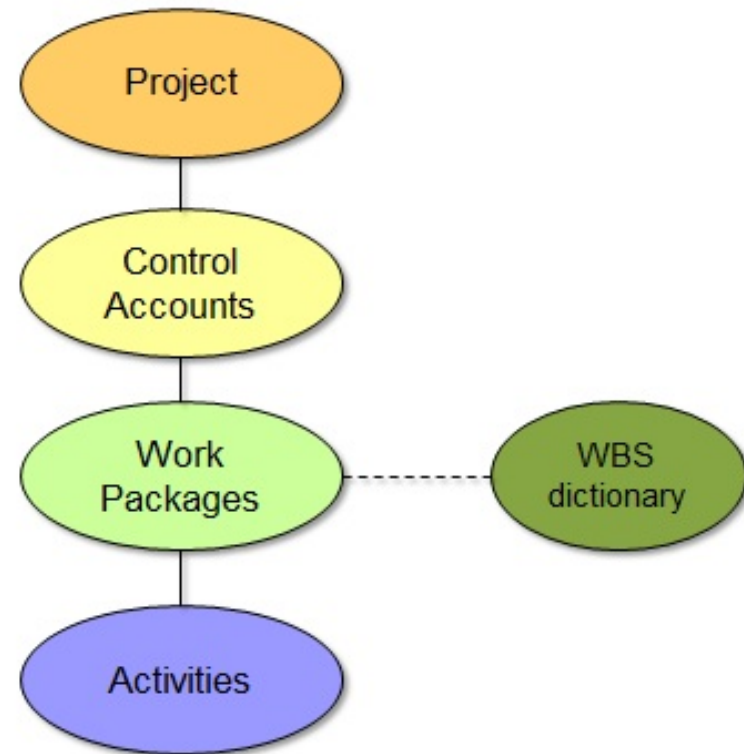 Project
Control
Accounts
Work
Packages
WBS
dictionary
Activities